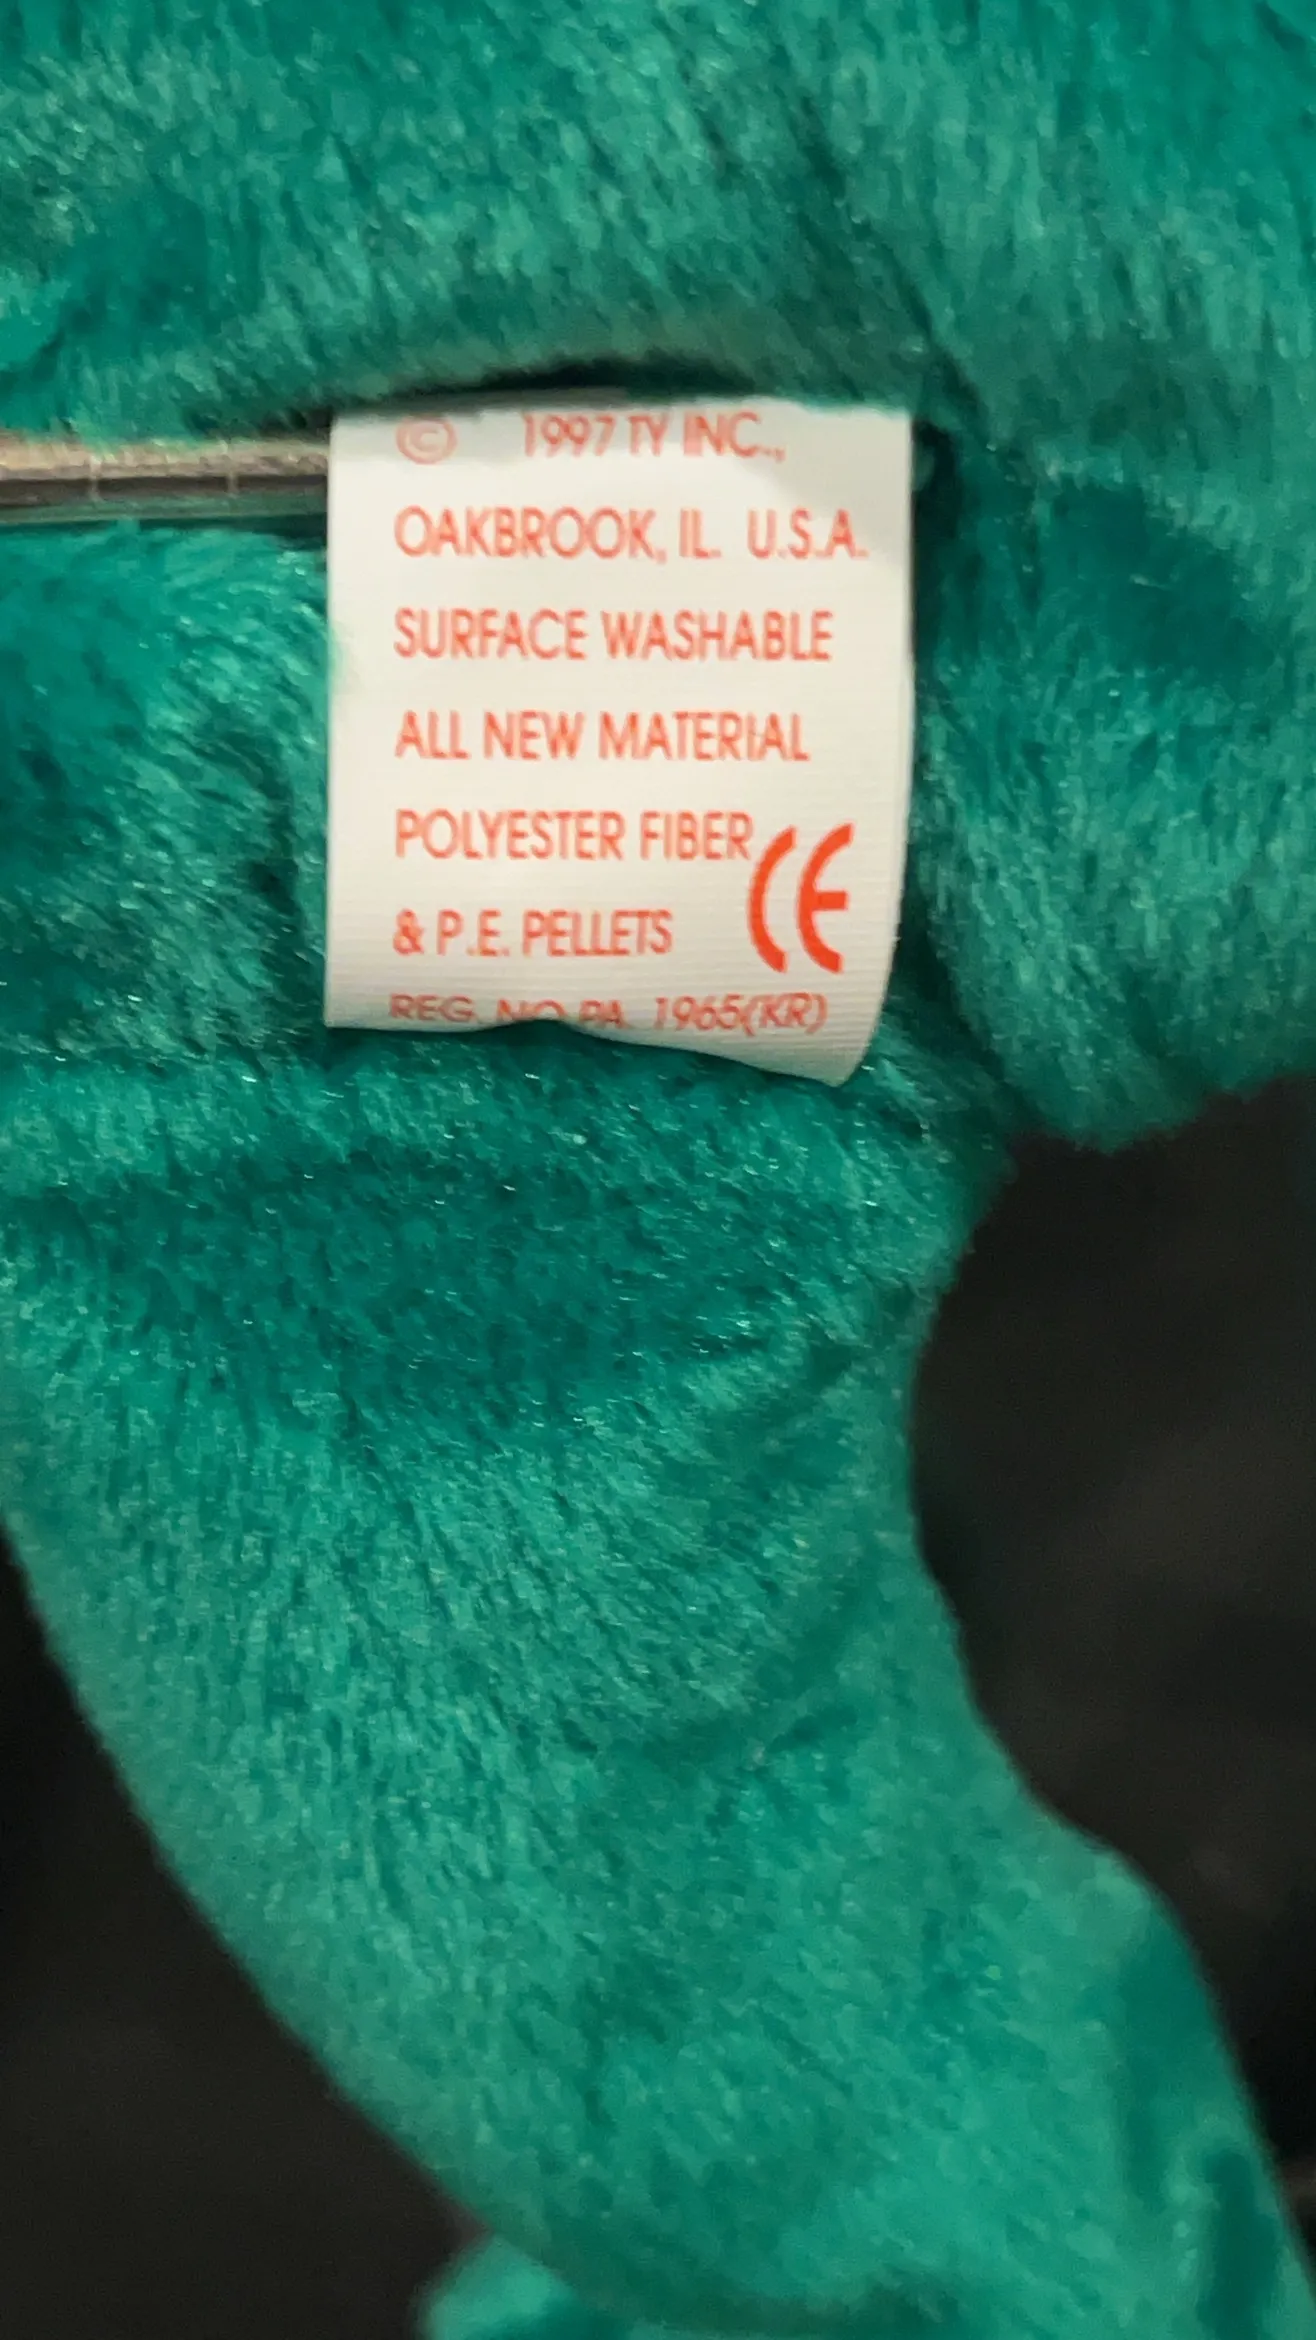 © 1997 TY INC.,
OAKBROOK, IL. U.S.A.
SURFACE WASHABLE
ALL NEW MATERIAL
POLYESTER FIBER
& P.E. PELLETS CE
REG. NO PA. 1965(KR)